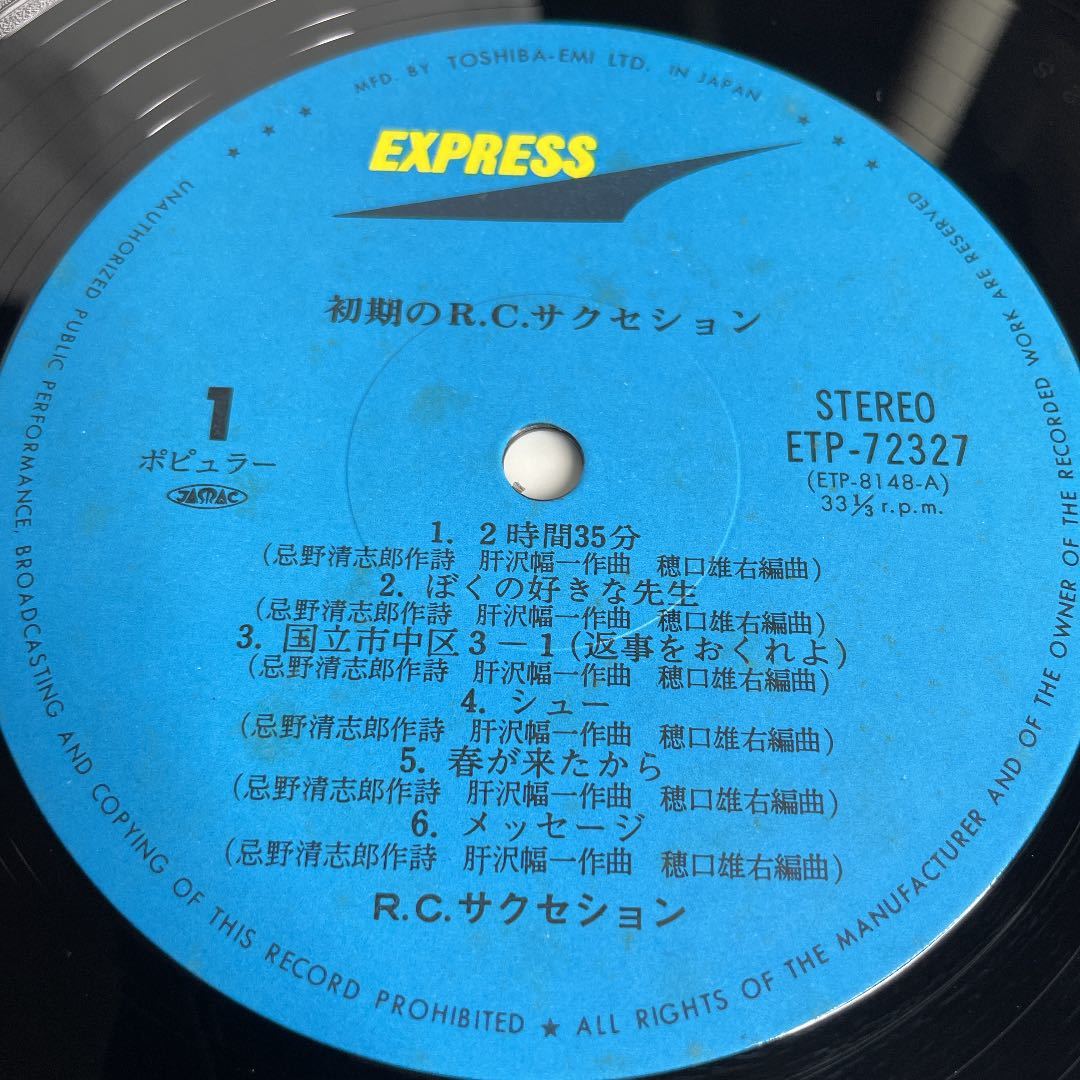 MFD. BY TOSHIBA-EMI LTD. IN JAPAN
EXPRESS
初期のR.C.サクセション
1
ポピュラー
JASRAC
STEREO
ETP-72327
(ETP-8148-A)
33 1/3 r.p.m.
1. 2時間35分
(忌野清志郎作詩 肝沢幅一作曲 穂口雄右編曲)
2. ぼくの好きな先生
(忌野清志郎作詩 肝沢幅一作曲 穂口雄右編曲)
3. 国立市中区3-1(返事をおくれよ)
(忌野清志郎作詩 肝沢幅一作曲 穂口雄右編曲)
4. シュー
(忌野清志郎作詩 肝沢幅一作曲 穂口雄右編曲)
5. 春が来たから
(忌野清志郎作詩 肝沢幅一作曲 穂口雄右編曲)
6. メッセージ
(忌野清志郎作詩 肝沢幅一作曲 穂口雄右編曲)
R.C.サクセション
UNAUTHORIZED PUBLIC PERFORMANCE, BROADCASTING AND COPYING OF THIS RECORD PROHIBITED ★ ALL RIGHTS OF THE MANUFACTURER AND OF THE OWNER OF THE RECORDED WORK ARE RESERVED